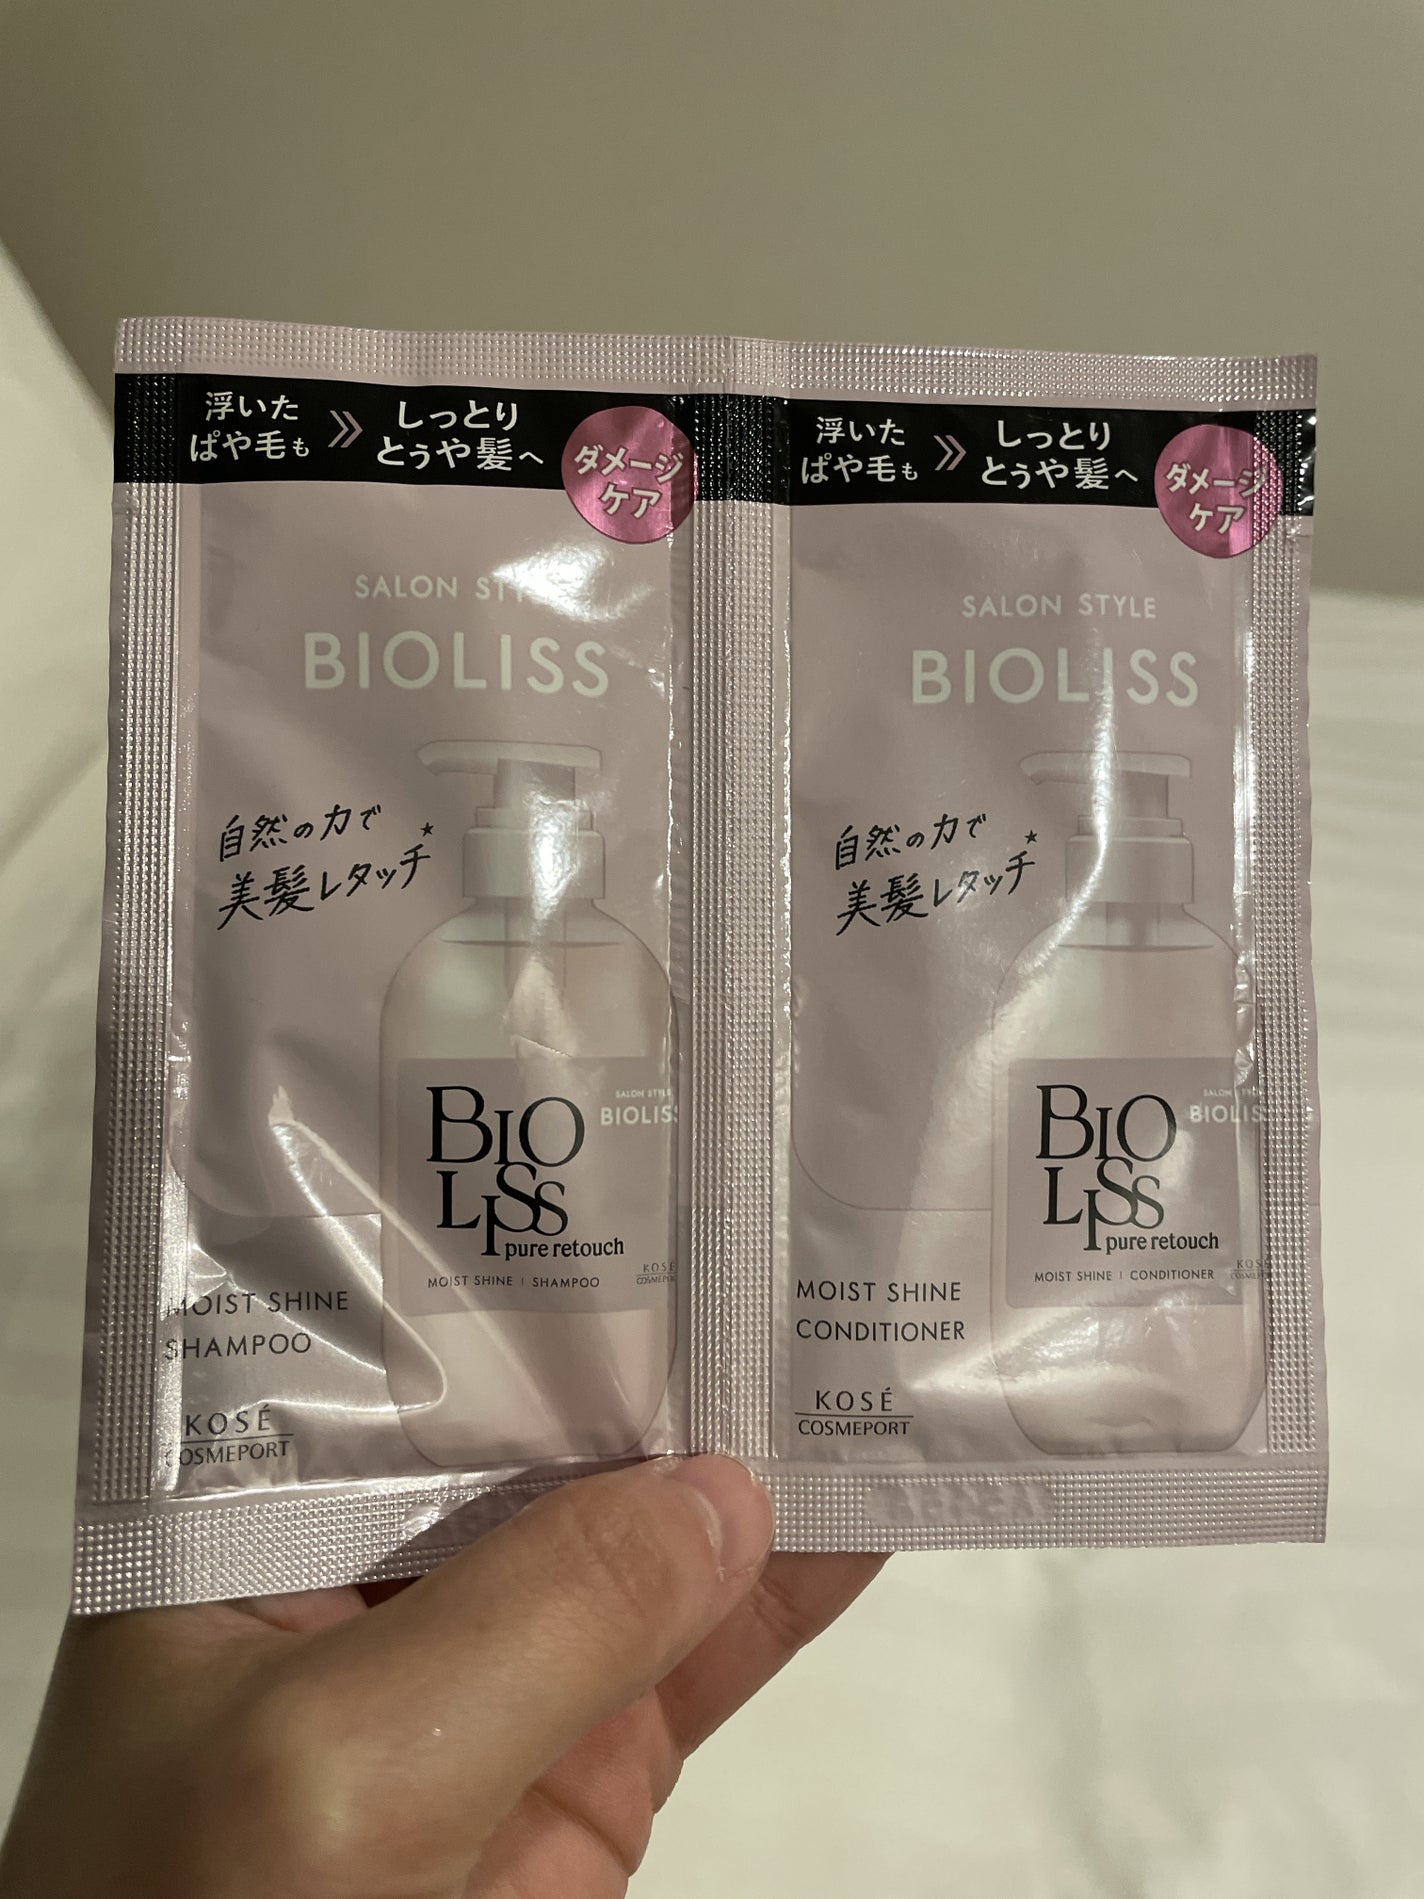 浮いた
ぱや毛も
しっとり
とぅや髪へ
ダメージ
ケア
SALON
BIOLISS
自然の力で
美髪レタッチ
BIO
LISS
pure retouch
MOIST SHINE | SHAMPOO
SALON STYLE
BIOLISS
KOSÉ
MOIST SHINE
SHAMPOO
KOSÉ
COSMEPORT
浮いた
ぱや毛も
しっとり
とぅや髪へ
ダメージ
ケア
SALON STYLE
BIOLISS
自然の力で
美髪レタッチ
BIO
LISS
pure retouch
MOIST SHINE | CONDITIONER
SALON
BIOLIS
MOIST SHINE
CONDITIONER
KOSÉ
COSMEPORT